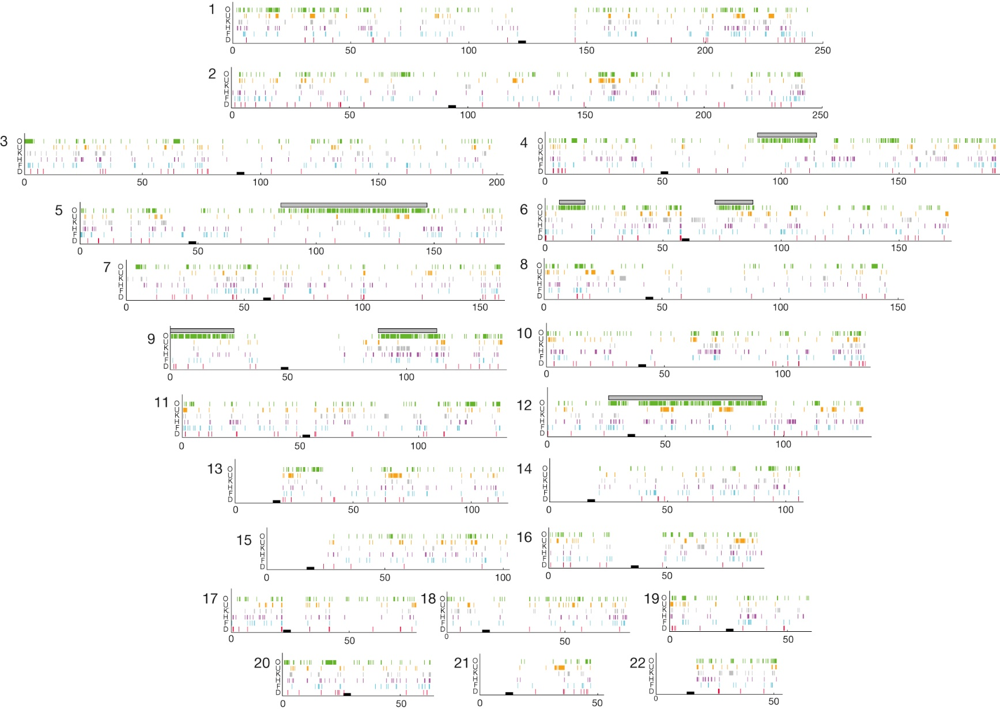 1
O
U
K
H
F
D
0 50 100 150 200 250
2
O
U
K
H
F
D
0 50 100 150 200 250
3
O
U
K
H
F
D
0 50 100 150 200
4
O
U
K
H
F
D
0 50 100 150
5
O
U
K
H
F
D
0 50 100 150
6
O
U
K
H
F
D
0 50 100 150
7
O
U
K
H
F
D
0 50 100 150
8
O
U
K
H
F
D
0 50 100 150
9
O
U
K
H
F
D
0 50 100
10
O
U
K
H
F
D
0 50 100
11
O
U
K
H
F
D
0 50 100
12
O
U
K
H
F
D
0 50 100
13
O
U
K
H
F
D
0 50 100
14
O
U
K
H
F
D
0 50 100
15
O
U
K
H
F
D
0 50 100
16
O
U
K
H
F
D
0 50
17
O
U
K
H
F
D
0 50
18
O
U
K
H
F
D
0 50
19
O
U
K
H
F
D
0 50
20
O
U
K
H
F
D
0 50
21
O
U
K
H
F
D
0 50
22
O
U
K
H
F
D
0 50